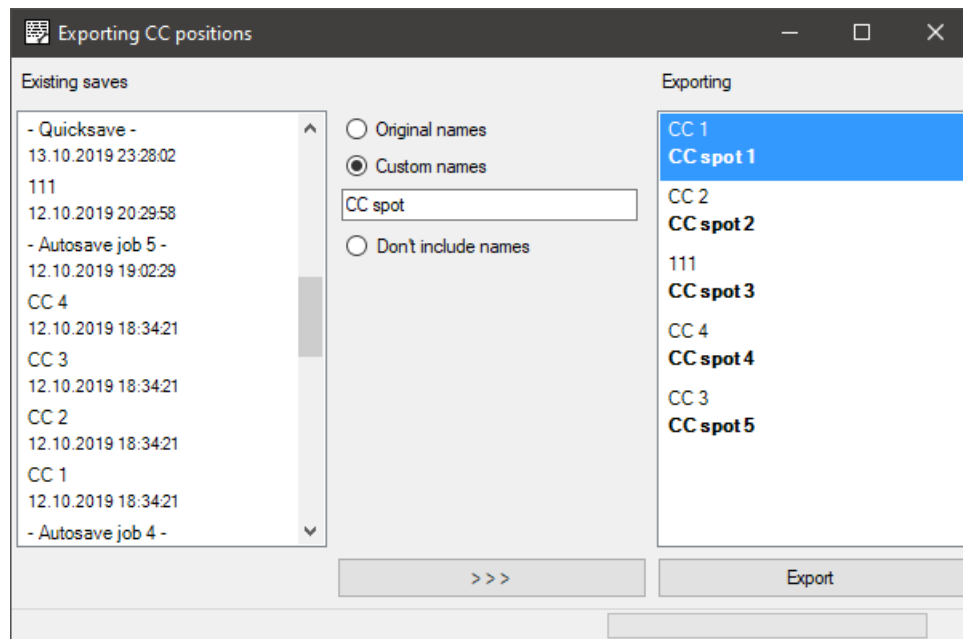 Exporting CC positions
Existing saves
- Quicksave -
13.10.2019 23:28:02
111
12.10.2019 20:29:58
- Autosave job 5 -
12.10.2019 19:02:29
CC 4
12.10.2019 18:34:21
CC 3
12.10.2019 18:34:21
CC 2
12.10.2019 18:34:21
CC 1
12.10.2019 18:34:21
- Autosave job 4 -
Original names
Custom names
CC spot
Don't include names
> > >
Exporting
CC 1
CC spot 1
CC 2
CC spot 2
111
CC spot 3
CC 4
CC spot 4
CC 3
CC spot 5
Export